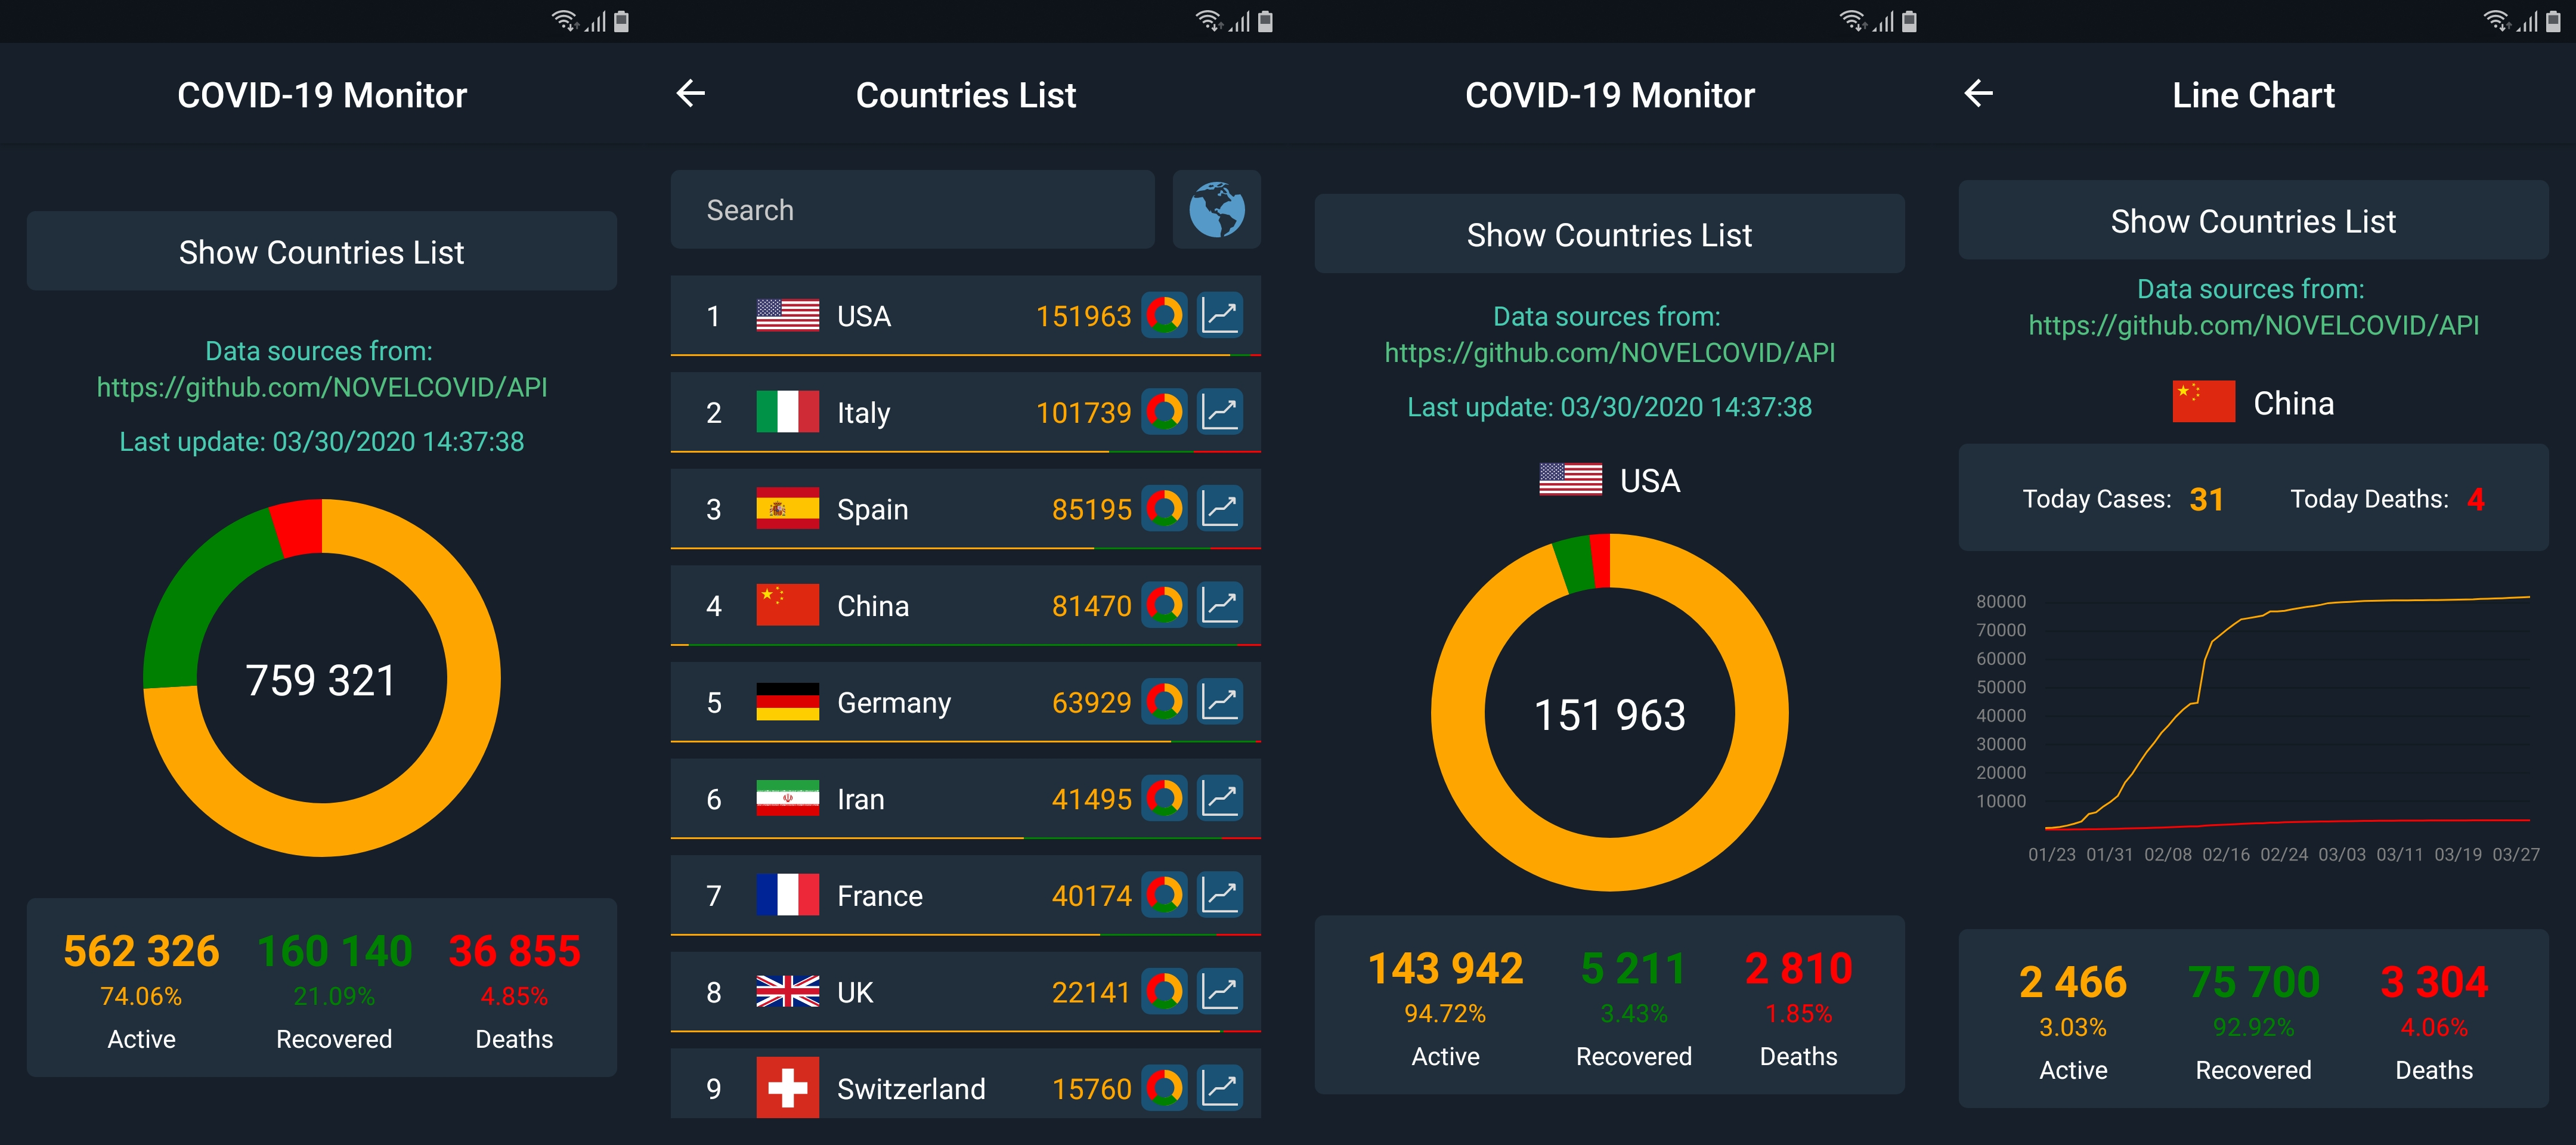 COVID-19 Monitor
Show Countries List
Data sources from:
https://github.com/NOVELCOVID/API
Last update: 03/30/2020 14:37:38
759 321
562 326 160 140 36 855
74.06% 21.09% 4.85%
Active Recovered Deaths
Countries List
Search
1 USA 151963
2 Italy 101739
3 Spain 85195
4 China 81470
5 Germany 63929
6 Iran 41495
7 France 40174
8 UK 22141
9 Switzerland 15760
COVID-19 Monitor
Show Countries List
Data sources from:
https://github.com/NOVELCOVID/API
Last update: 03/30/2020 14:37:38
USA
151 963
143 942 5 211 2 810
94.72% 3.43% 1.85%
Active Recovered Deaths
Line Chart
Show Countries List
Data sources from:
https://github.com/NOVELCOVID/API
China
Today Cases: 31 Today Deaths: 4
80000
70000
60000
50000
40000
30000
20000
10000
01/23 01/31 02/08 02/16 02/24 03/03 03/11 03/19 03/27
2 466 75 700 3 304
3.03% 92.92% 4.06%
Active Recovered Deaths